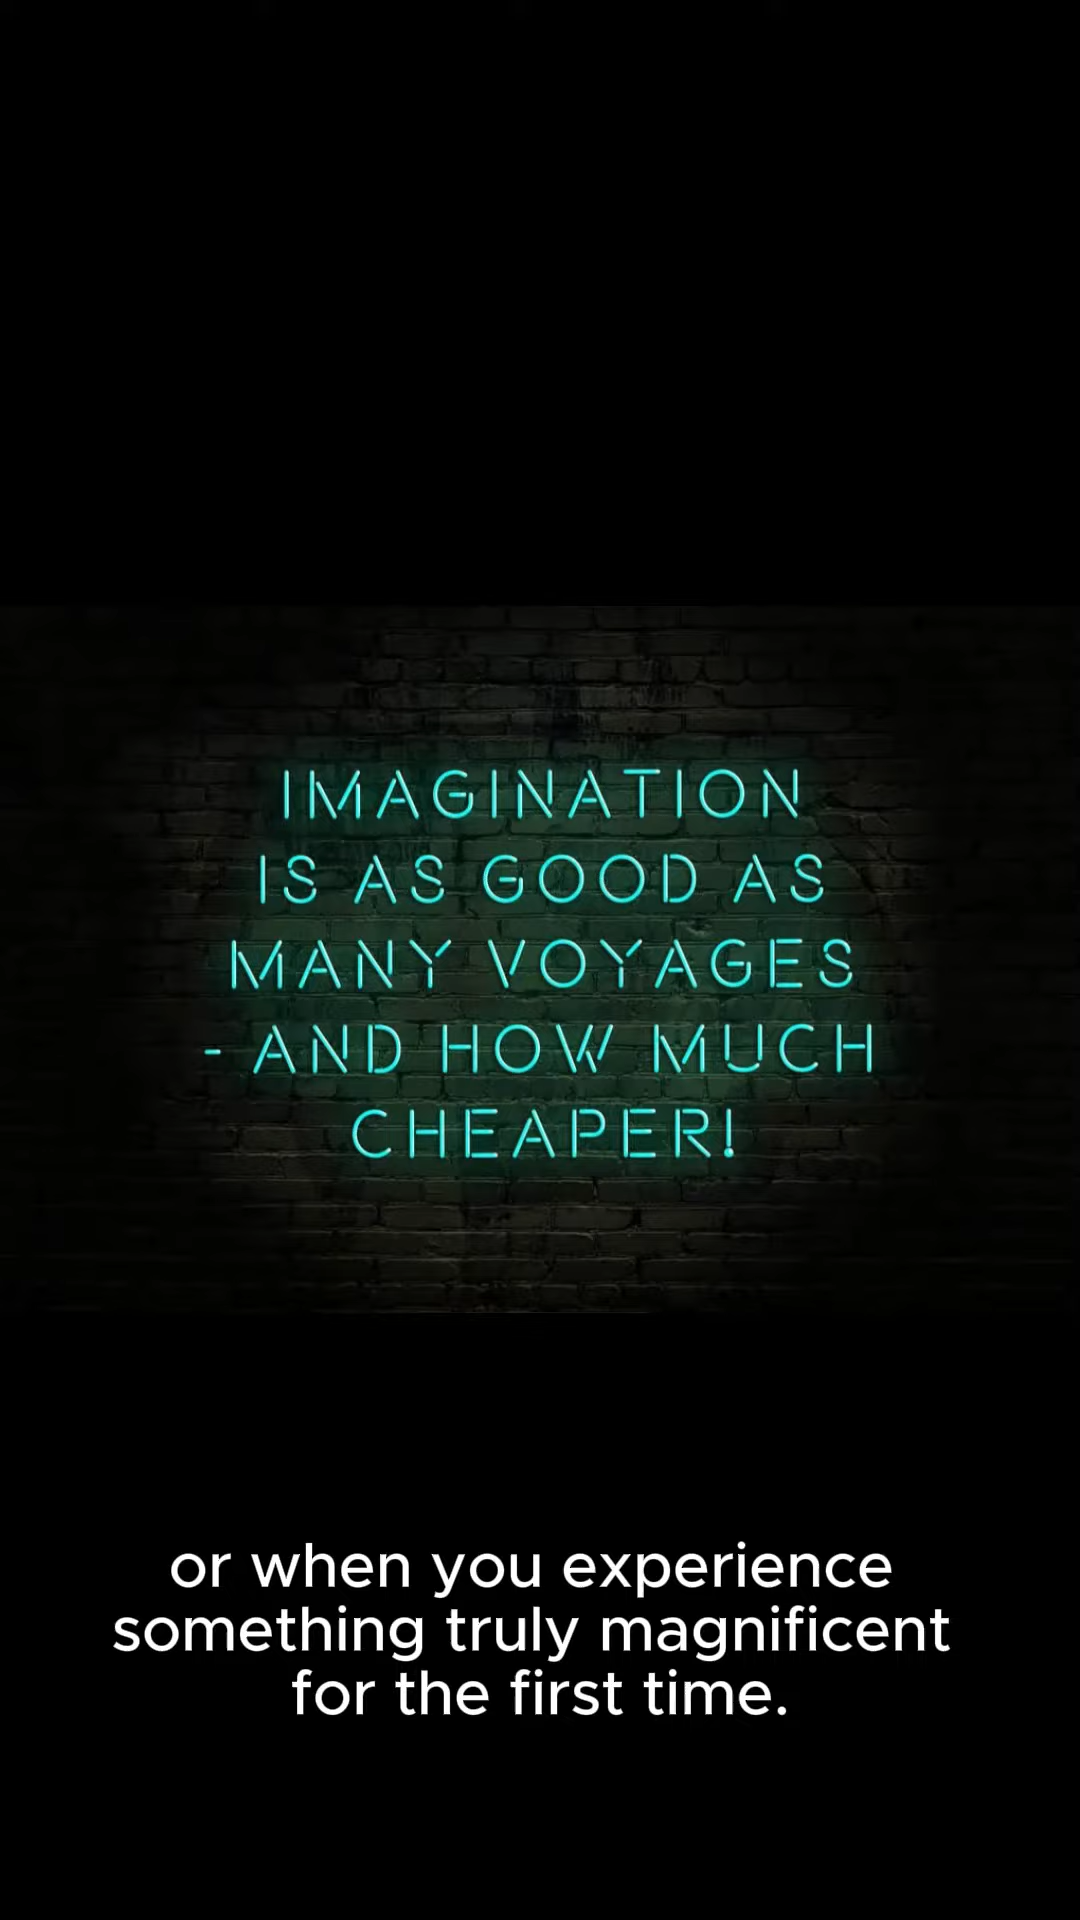 IMAGINATION
IS AS GOOD AS
MANY VOYAGES
- AND HOW MUCH
CHEAPER!
or when you experience
something truly magnificent
for the first time.